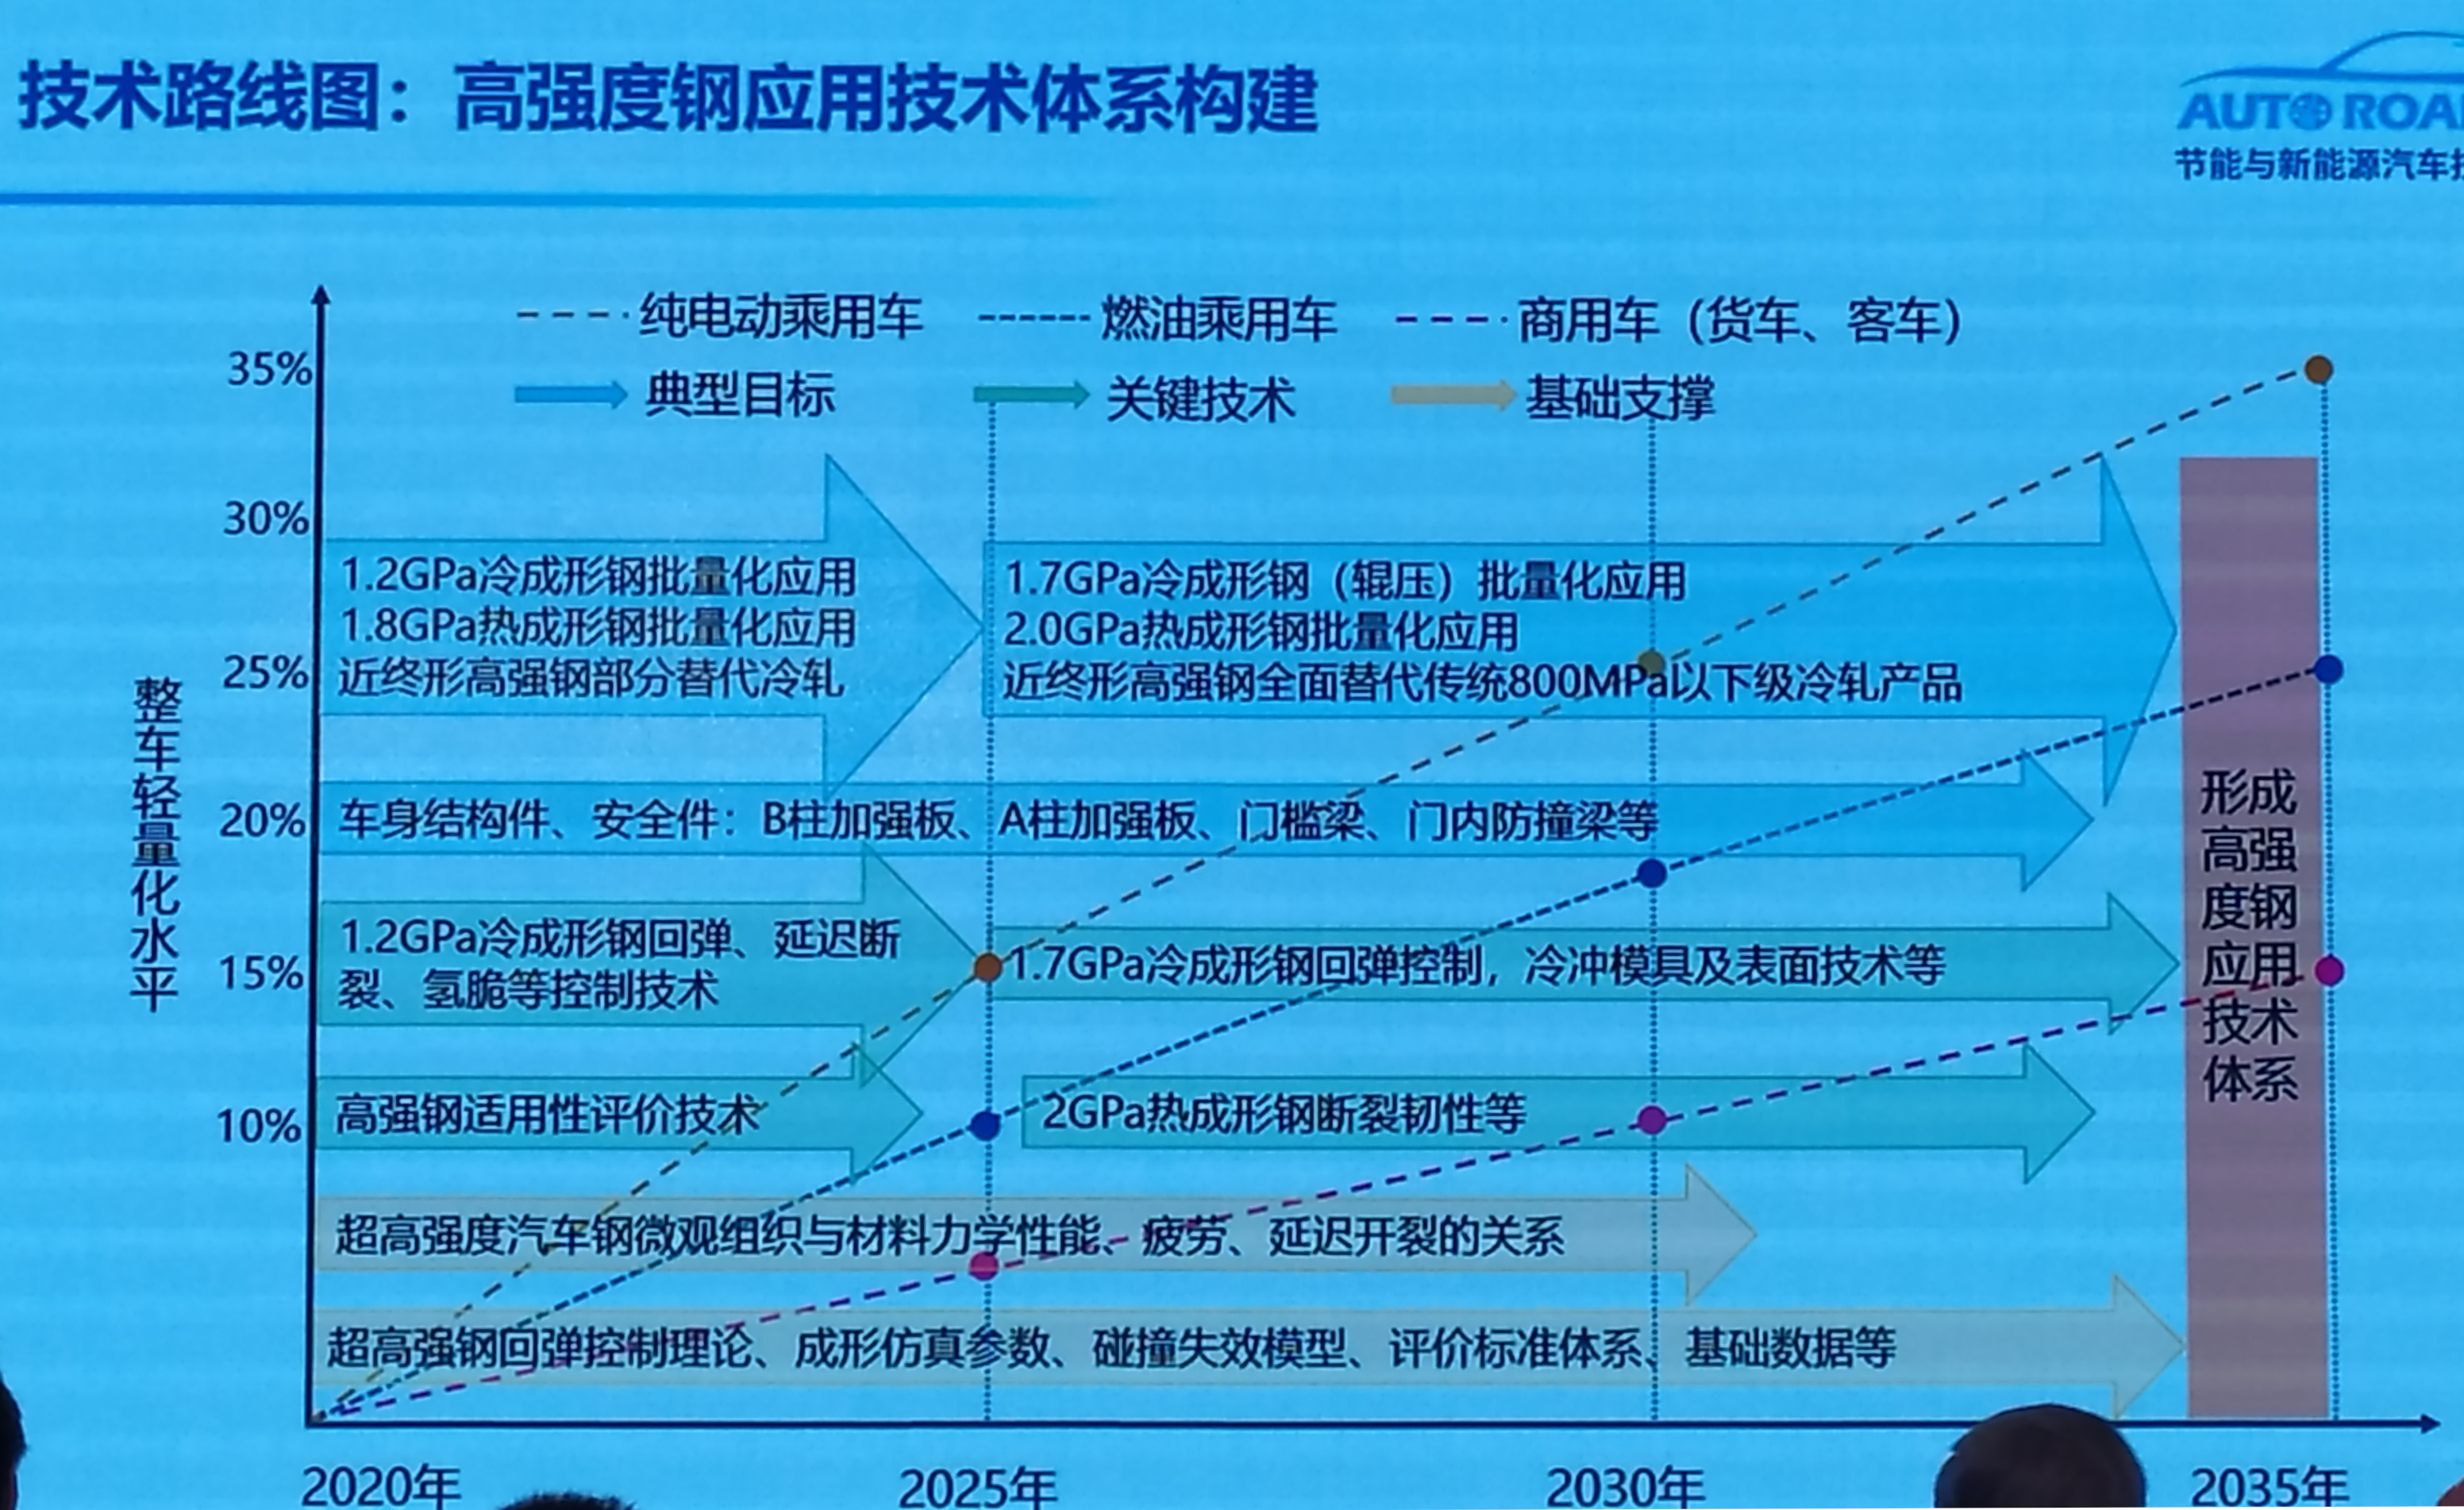 技术路线图：高强度钢应用技术体系构建
AUTO ROA
节能与新能源汽车技
纯电动乘用车
燃油乘用车
商用车（货车、客车）
典型目标
关键技术
基础支撑
整车轻量化水平
35%
30%
25%
20%
15%
10%
1.2GPa冷成形钢批量化应用
1.8GPa热成形钢批量化应用
近终形高强钢部分替代冷轧
1.7GPa冷成形钢（辊压）批量化应用
2.0GPa热成形钢批量化应用
近终形高强钢全面替代传统800MPa以下级冷轧产品
车身结构件、安全件：B柱加强板、A柱加强板、门槛梁、门内防撞梁等
1.2GPa冷成形钢回弹、延迟断
裂、氢脆等控制技术
1.7GPa冷成形钢回弹控制，冷冲模具及表面技术等
高强钢适用性评价技术
2GPa热成形钢断裂韧性等
超高强度汽车钢微观组织与材料力学性能、疲劳、延迟开裂的关系
超高强钢回弹控制理论、成形仿真参数、碰撞失效模型、评价标准体系、基础数据等
形成
高强
度钢
应用
技术
体系
2020年
2025年
2030年
2035年